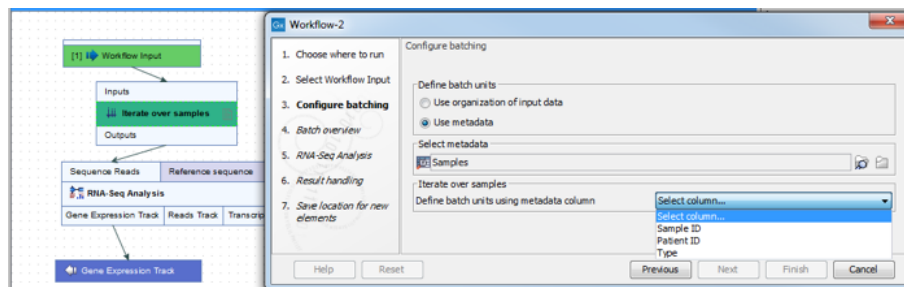 [1] Workflow Input
Inputs
Iterate over samples
Outputs
Sequence Reads Reference sequence
RNA-Seq Analysis
Gene Expression Track Reads Track Transcrip
Gene Expression Track
Workflow-2
1. Choose where to run
2. Select Workflow Input
3. Configure batching
4. Batch overview
5. RNA-Seq Analysis
6. Result handling
7. Save location for new
elements
Configure batching
Define batch units
Use organization of input data
Use metadata
Select metadata
Samples
Iterate over samples
Define batch units using metadata column Select column...
Select column...
Sample ID
Patient ID
Type
Help Reset Previous Next Finish Cancel